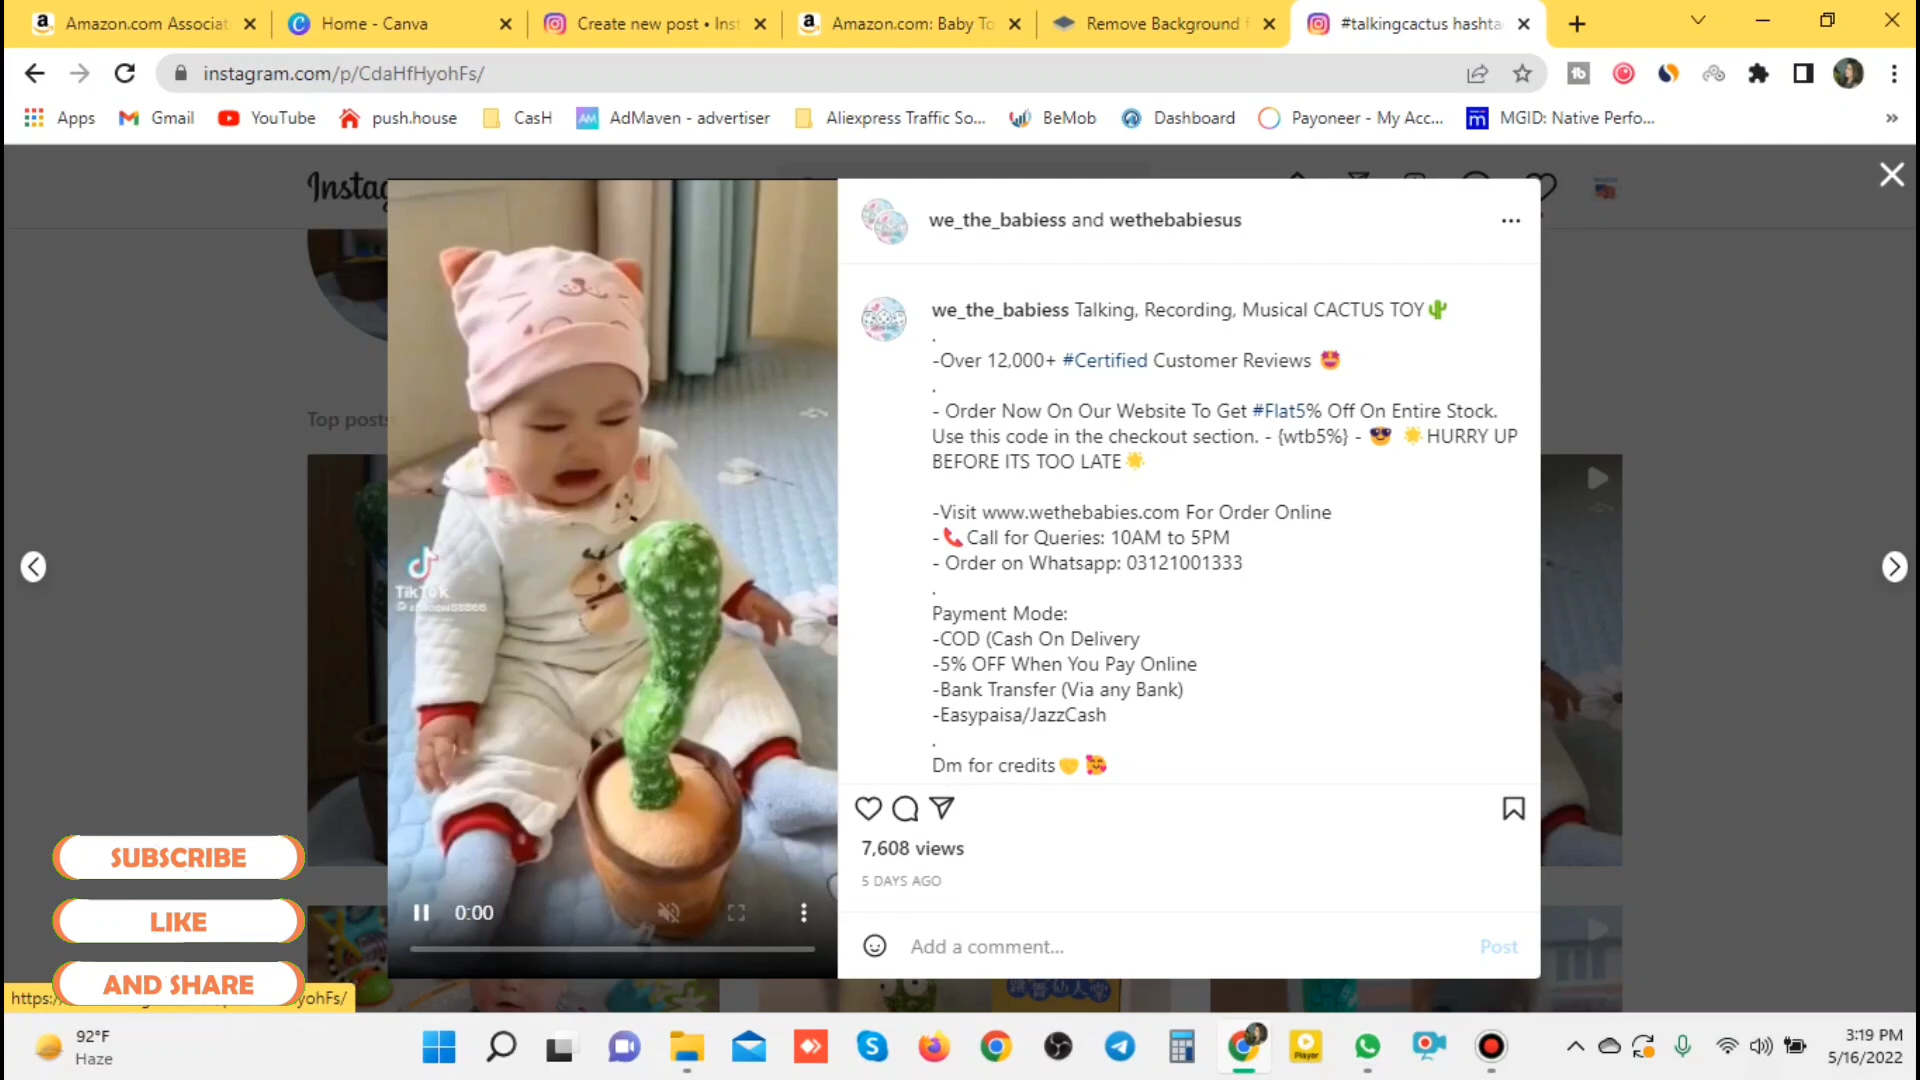 Amazon.com Associat
Home - Canva
Create new post • Inst
Amazon.com: Baby To
Remove Background f
#talkingcactus hashta
instagram.com/p/CdaHfHyohFs/
Apps
Gmail
YouTube
push.house
CasH
AdMaven - advertiser
Aliexpress Traffic So...
BeMob
Dashboard
Payoneer - My Acc...
MGID: Native Perfo...
Insta
we_the_babiess and wethebabiesus
we_the_babiess Talking, Recording, Musical CACTUS TOY🌵
.
-Over 12,000+ #Certified Customer Reviews 🤩
.
- Order Now On Our Website To Get #Flat5% Off On Entire Stock.
Use this code in the checkout section. - {wtb5%} - 😎 🌟HURRY UP
BEFORE ITS TOO LATE🌟
-Visit www.wethebabies.com For Order Online
-📞Call for Queries: 10AM to 5PM
- Order on Whatsapp: 03121001333
.
Payment Mode:
-COD (Cash On Delivery
-5% OFF When You Pay Online
-Bank Transfer (Via any Bank)
-Easypaisa/JazzCash
.
Dm for credits🤝 🥰
Top posts
TikTok
0:00
7,608 views
5 DAYS AGO
Add a comment...
Post
SUBSCRIBE
LIKE
AND SHARE
https:/
yohFs/
92°F
Haze
Player
3:19 PM
5/16/2022